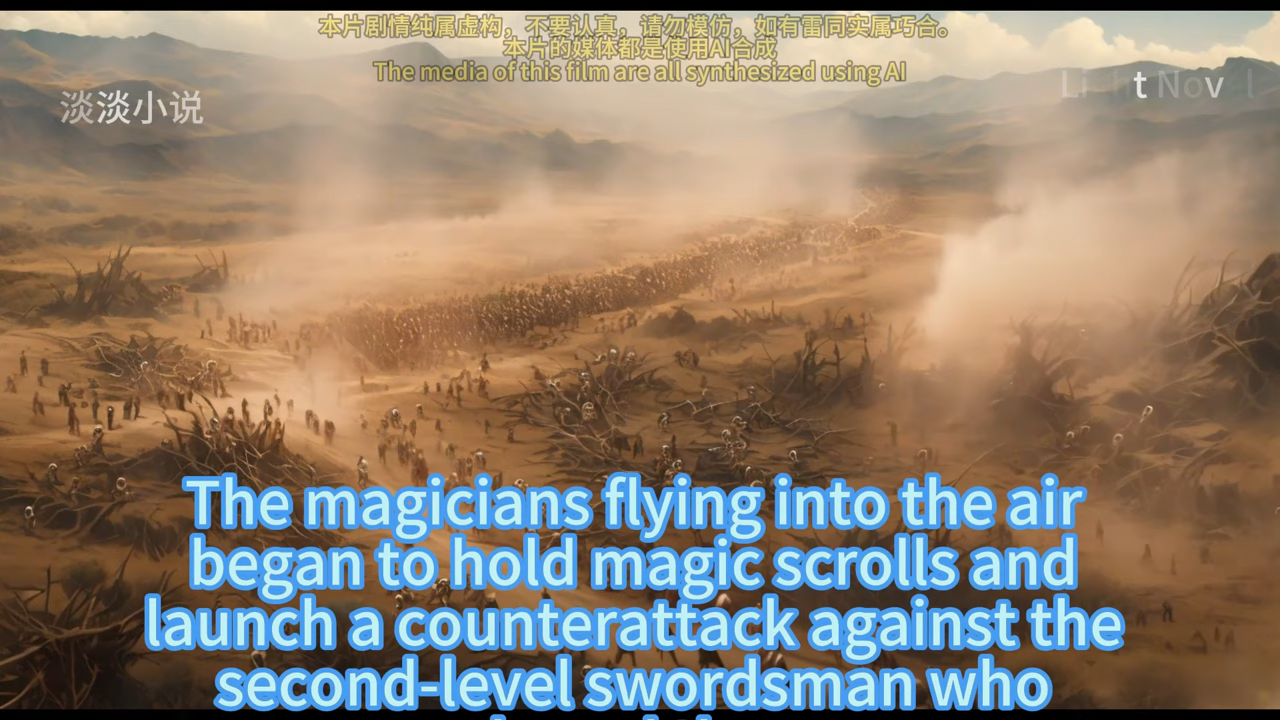 本片剧情纯属虚构，不要认真，请勿模仿，如有雷同实属巧合。
本片的媒体都是使用AI合成
The media of this film are all synthesized using AI
淡淡小说
Light Nov l
The magicians flying into the air
began to hold magic scrolls and
launch a counterattack against the
second-level swordsman who